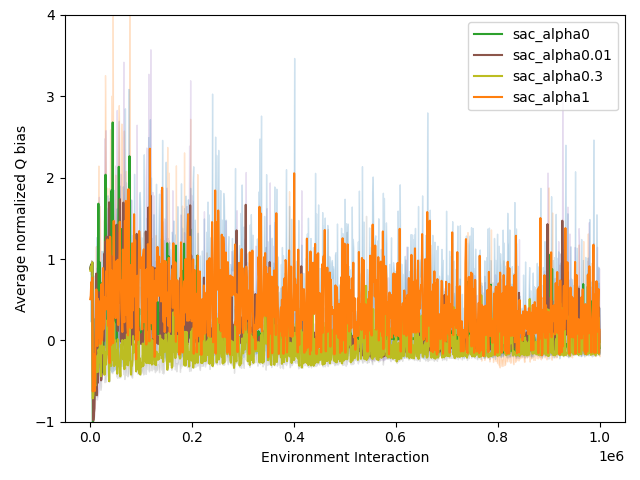 4
3
2
1
0
−1
0.0
0.2
0.4
0.6
0.8
1.0
1e6
Environment Interaction
Average normalized Q bias
sac_alpha0
sac_alpha0.01
sac_alpha0.3
sac_alpha1